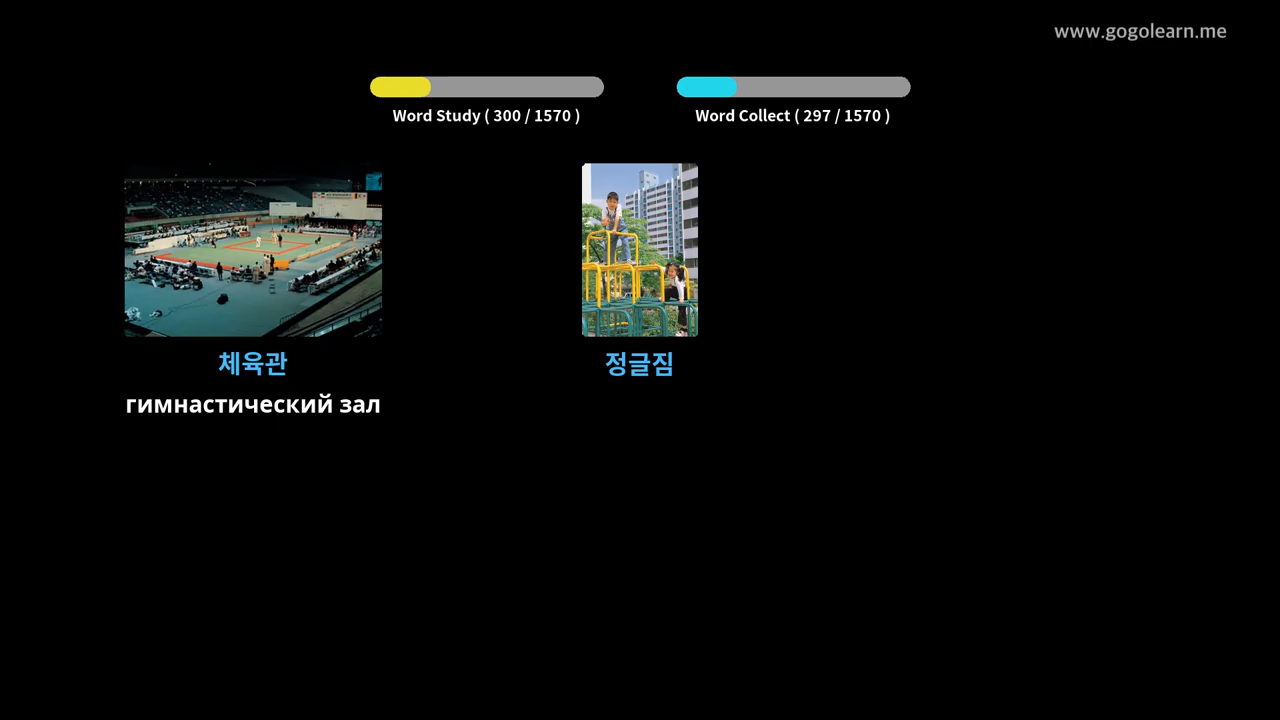 www.gogolearn.me
Word Study ( 300 / 1570 )
Word Collect ( 297 / 1570 )
체육관
정글짐
гимнастический зал